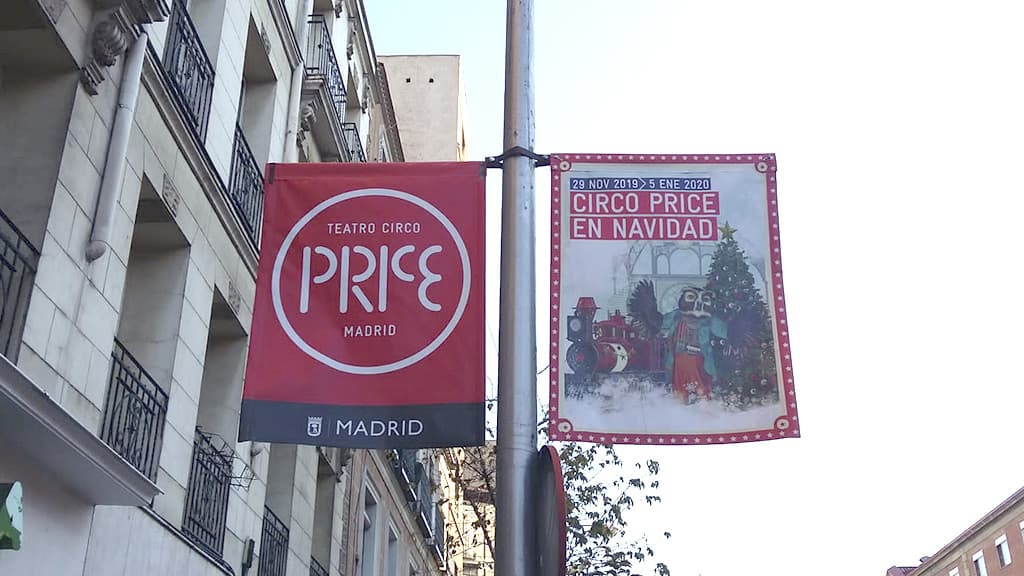 TEATRO CIRCO
PRICE
MADRID
MADRID
29 NOV 2019>5 ENE 2020
CIRCO PRICE
EN NAVIDAD